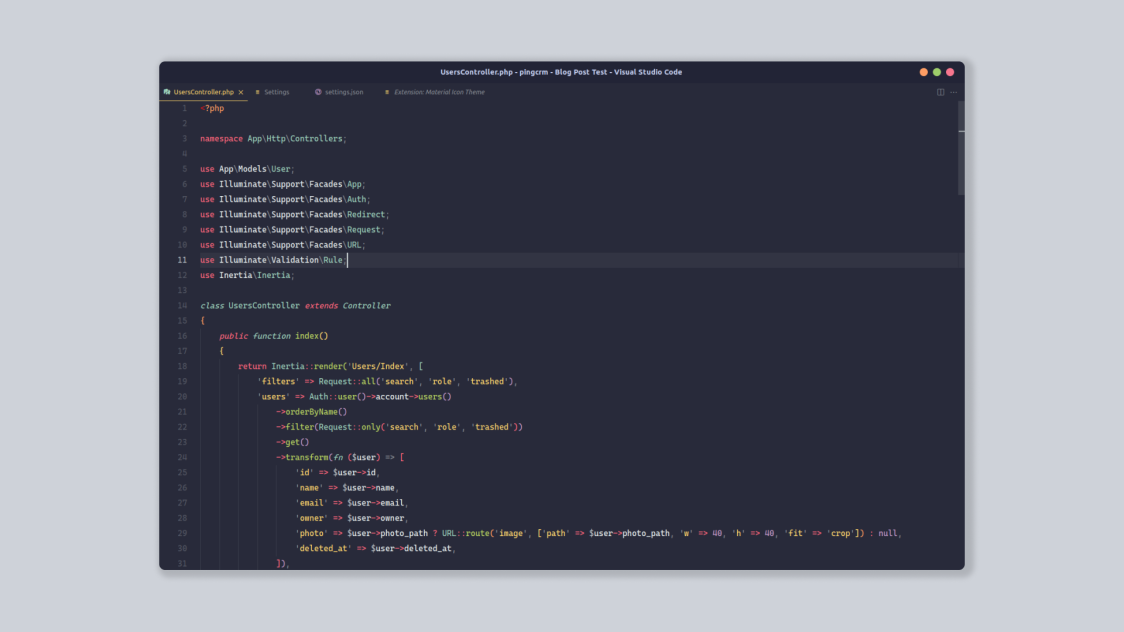 UsersController.php - pingcrm - Blog Post Test - Visual Studio Code
UsersController.php × Settings settings.json Extension: Material Icon Theme
1 <?php
2
3 namespace App\Http\Controllers;
4
5 use App\Models\User;
6 use Illuminate\Support\Facades\App;
7 use Illuminate\Support\Facades\Auth;
8 use Illuminate\Support\Facades\Redirect;
9 use Illuminate\Support\Facades\Request;
10 use Illuminate\Support\Facades\URL;
11 use Illuminate\Validation\Rule;
12 use Inertia\Inertia;
13
14 class UsersController extends Controller
15 {
16 public function index()
17 {
18 return Inertia::render('Users/Index', [
19 'filters' => Request::all('search', 'role', 'trashed'),
20 'users' => Auth::user()->account->users()
21 ->orderByName()
22 ->filter(Request::only('search', 'role', 'trashed'))
23 ->get()
24 ->transform(fn ($user) => [
25 'id' => $user->id,
26 'name' => $user->name,
27 'email' => $user->email,
28 'owner' => $user->owner,
29 'photo' => $user->photo_path ? URL::route('image', ['path' => $user->photo_path, 'w' => 40, 'h' => 40, 'fit' => 'crop']) : null,
30 'deleted_at' => $user->deleted_at,
31 ]),